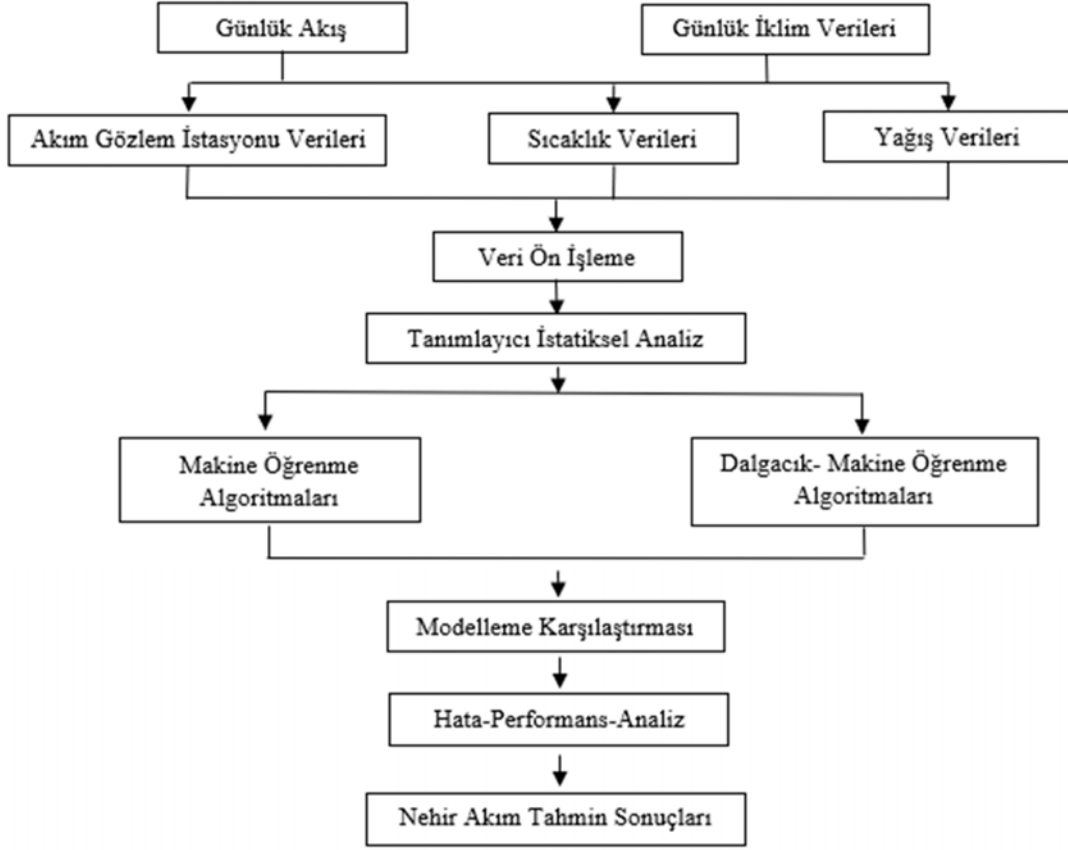 Günlük Akış
Günlük İklim Verileri
Akım Gözlem İstasyonu Verileri
Sıcaklık Verileri
Yağış Verileri
Veri Ön İşleme
Tanımlayıcı İstatiksel Analiz
Makine Öğrenme
Algoritmaları
Dalgacık- Makine Öğrenme
Algoritmaları
Modelleme Karşılaştırması
Hata-Performans-Analiz
Nehir Akım Tahmin Sonuçları